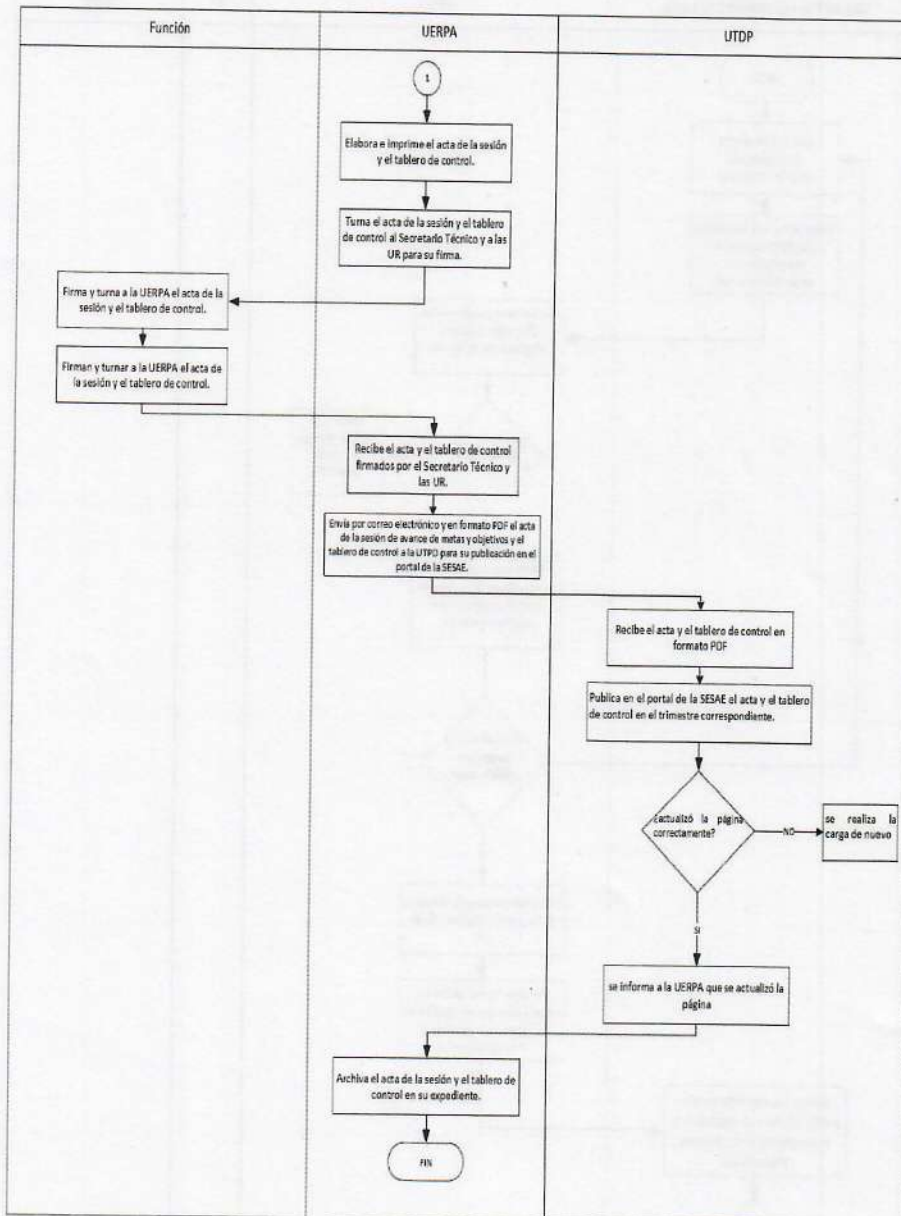 Función
UERPA
UTDP
1
Elabora e imprime el acta de la sesión
y el tablero de control.
Turna el acta de la sesión y el tablero
de control al Secretario Técnico y a las
UR para su firma.
Firma y turna a la UERPA el acta de la
sesión y el tablero de control.
Firman y turnar a la UERPA el acta de
la sesión y el tablero de control.
Recibe el acta y el tablero de control
firmados por el Secretario Técnico y
las UR.
Envía por correo electrónico y en formato PDF el acta
de la sesión de avance de metas y objetivos y el
tablero de control a la UTPD para su publicación en el
portal de la SESAE.
Recibe el acta y el tablero de control en
formato PDF
Publica en el portal de la SESAE el acta y el tablero
de control en el trimestre correspondiente.
¿actualizó la página
correctamente?
NO
se realiza la
carga de nuevo
SI
se informa a la UERPA que se actualizó la
página
Archiva el acta de la sesión y el tablero de
control en su expediente.
FIN